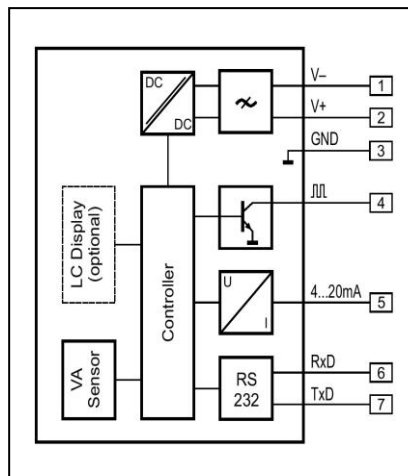 DC
DC
V–
1
V+
2
GND
3
4
LC Display
(optional)
Controller
U
I
4...20mA
5
VA
Sensor
RS
232
RxD
6
TxD
7